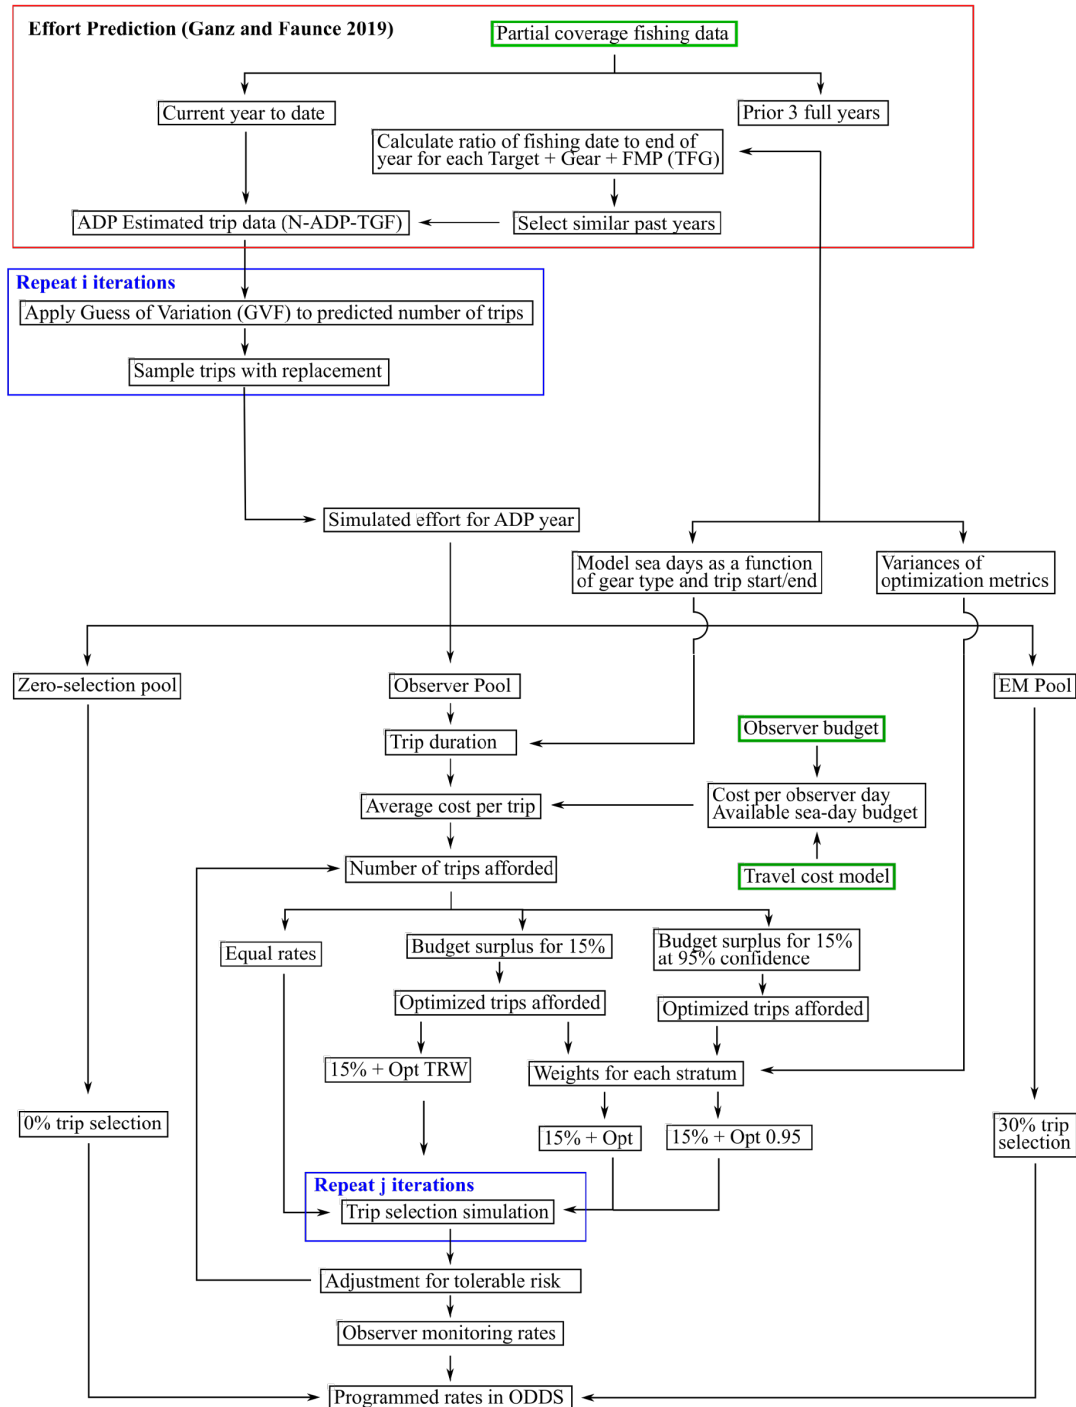 Effort Prediction (Ganz and Faunce 2019)
Partial coverage fishing data
Current year to date
Prior 3 full years
Calculate ratio of fishing date to end of
year for each Target + Gear + FMP (TFG)
ADP Estimated trip data (N-ADP-TGF)
Select similar past years
Repeat i iterations
Apply Guess of Variation (GVF) to predicted number of trips
Sample trips with replacement
Simulated effort for ADP year
Model sea days as a function
of gear type and trip start/end
Variances of
optimization metrics
Zero-selection pool
Observer Pool
EM Pool
Trip duration
Observer budget
Average cost per trip
Cost per observer day
Available sea-day budget
Number of trips afforded
Travel cost model
Equal rates
Budget surplus for 15%
Budget surplus for 15%
at 95% confidence
Optimized trips afforded
Optimized trips afforded
15% + Opt TRW
Weights for each stratum
0% trip selection
15% + Opt
15% + Opt 0.95
30% trip
selection
Repeat j iterations
Trip selection simulation
Adjustment for tolerable risk
Observer monitoring rates
Programmed rates in ODDS